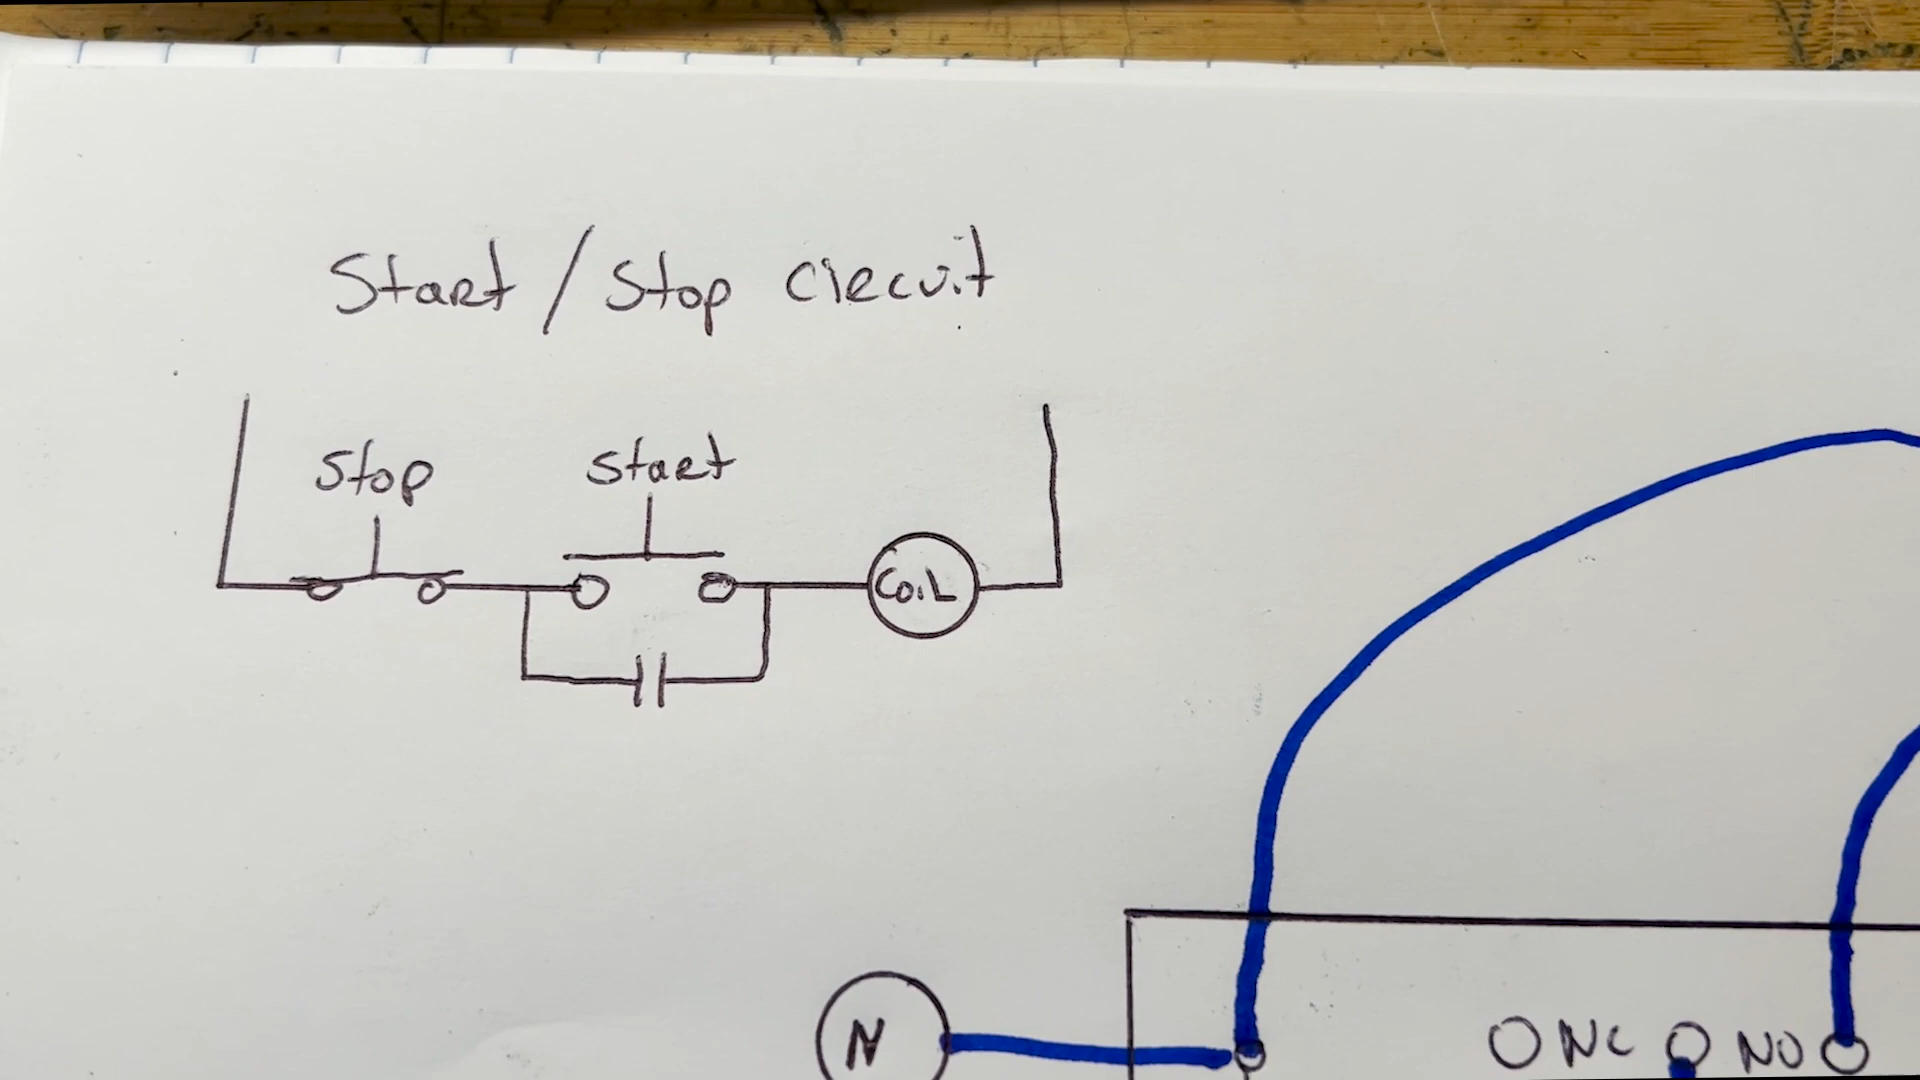 Start / Stop circuit
Stop Start
Coil
N
NC NO